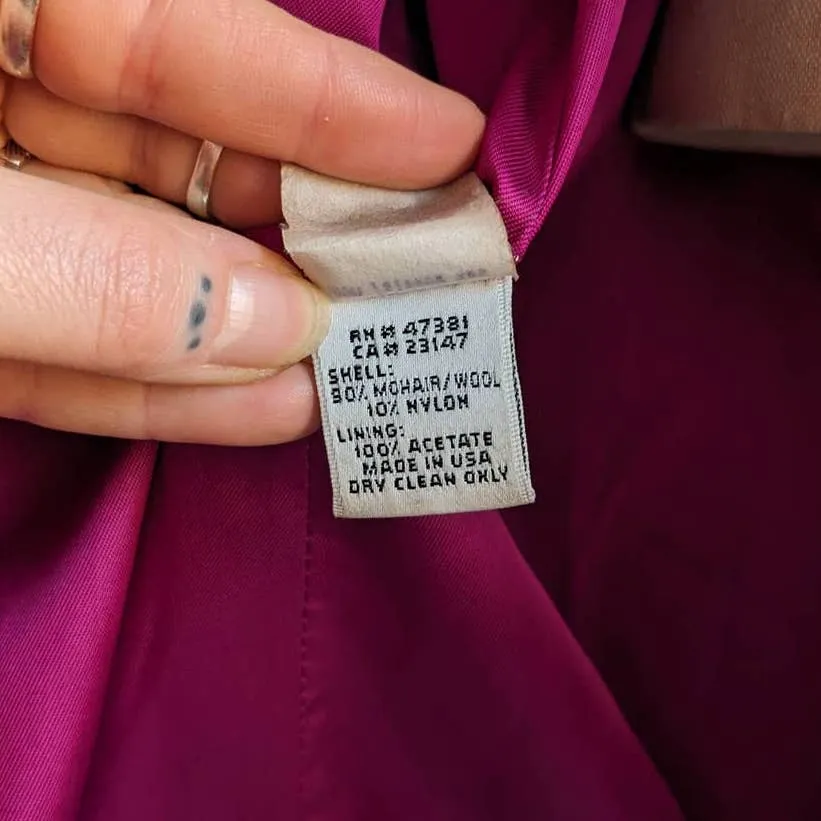 RN # 47381
CA # 23147
SHELL:
90% MOHAIR/WOOL
10% NYLON
LINING:
100% ACETATE
MADE IN USA
DRY CLEAN ONLY